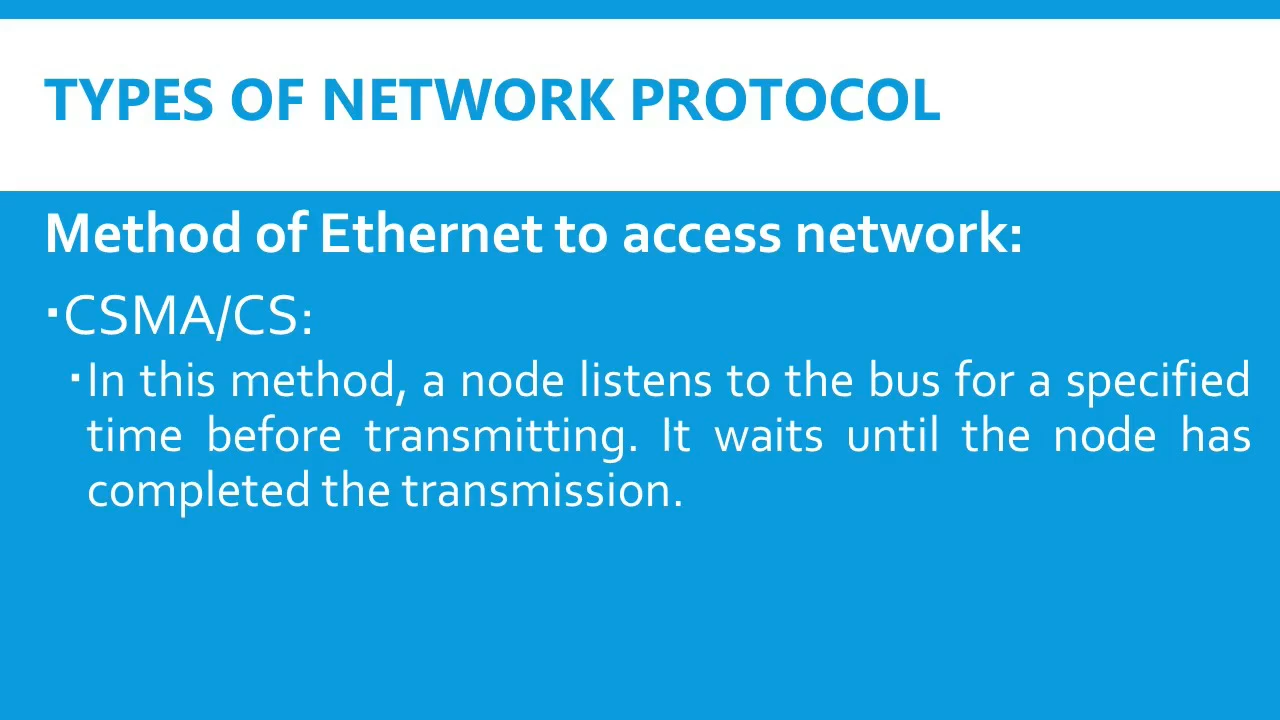 TYPES OF NETWORK PROTOCOL
Method of Ethernet to access network:
▪CSMA/CS:
▪In this method, a node listens to the bus for a specified
time before transmitting. It waits until the node has
completed the transmission.